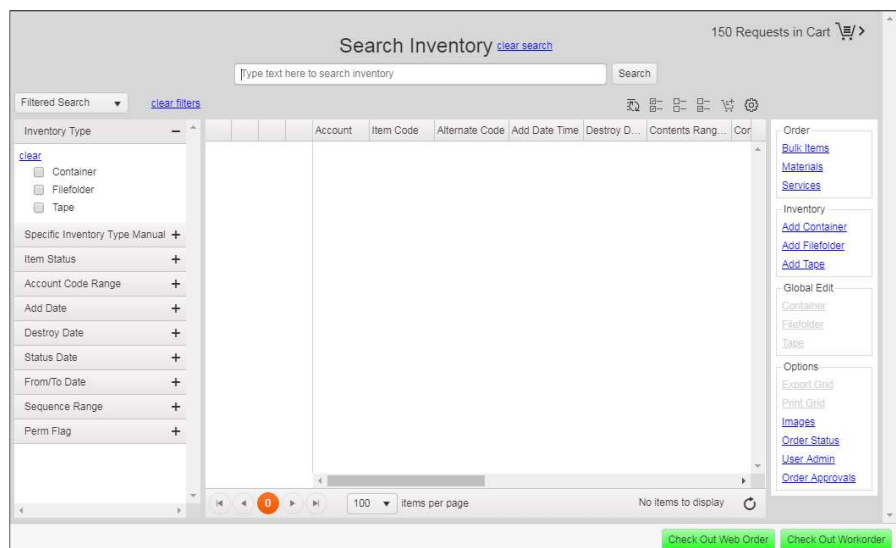 150 Requests in Cart
Search Inventory clear search
Type text here to search inventory
Search
Filtered Search
clear filters
Inventory Type
clear
Container
Filefolder
Tape
Specific Inventory Type Manual
Item Status
Account Code Range
Add Date
Destroy Date
Status Date
From/To Date
Sequence Range
Perm Flag
Account Item Code Alternate Code Add Date Time Destroy D... Contents Rang... Cor
0
100 items per page
No items to display
Order
Bulk Items
Materials
Services
Inventory
Add Container
Add Filefolder
Add Tape
Global Edit
Container
Filefolder
Tape
Options
Export Grid
Print Grid
Images
Order Status
User Admin
Order Approvals
Check Out Web Order
Check Out Workorder